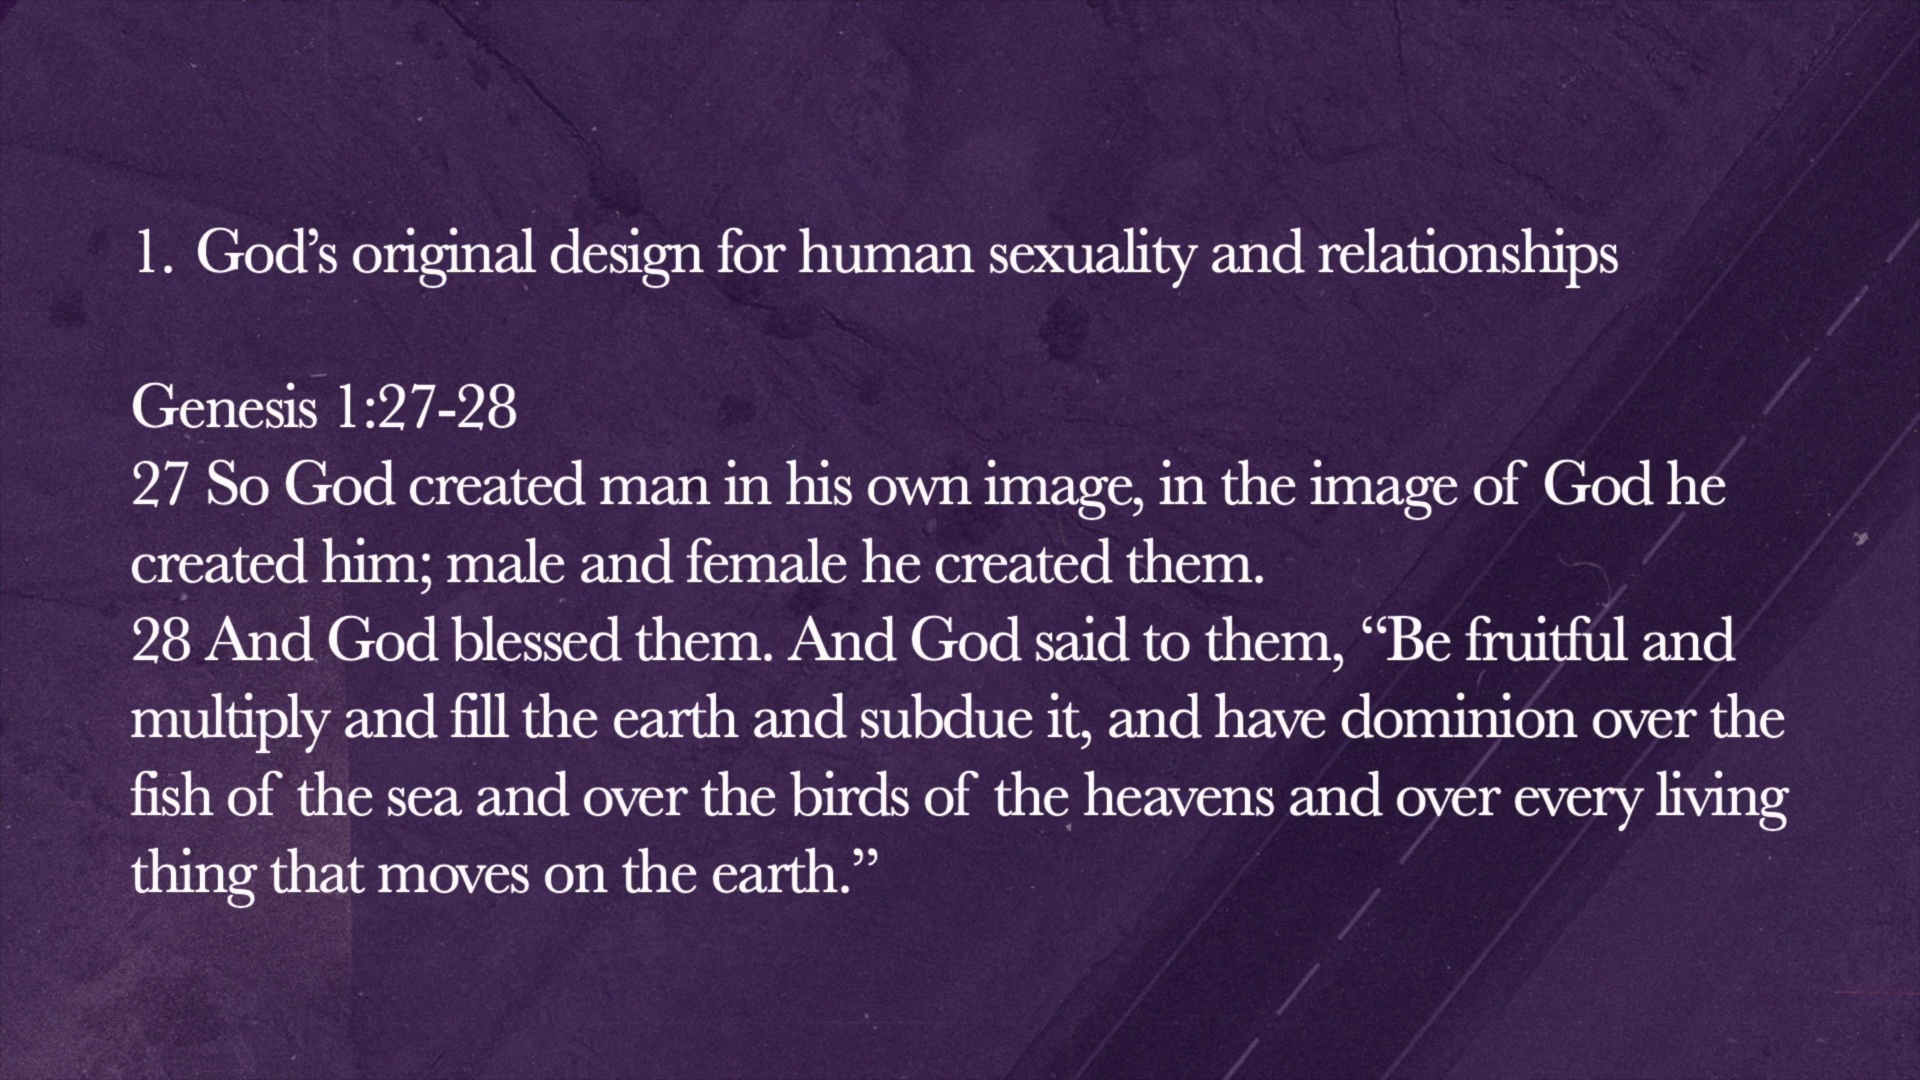 1. God’s original design for human sexuality and relationships
Genesis 1:27-28
27 So God created man in his own image, in the image of God he
created him; male and female he created them.
28 And God blessed them. And God said to them, “Be fruitful and
multiply and fill the earth and subdue it, and have dominion over the
fish of the sea and over the birds of the heavens and over every living
thing that moves on the earth.”